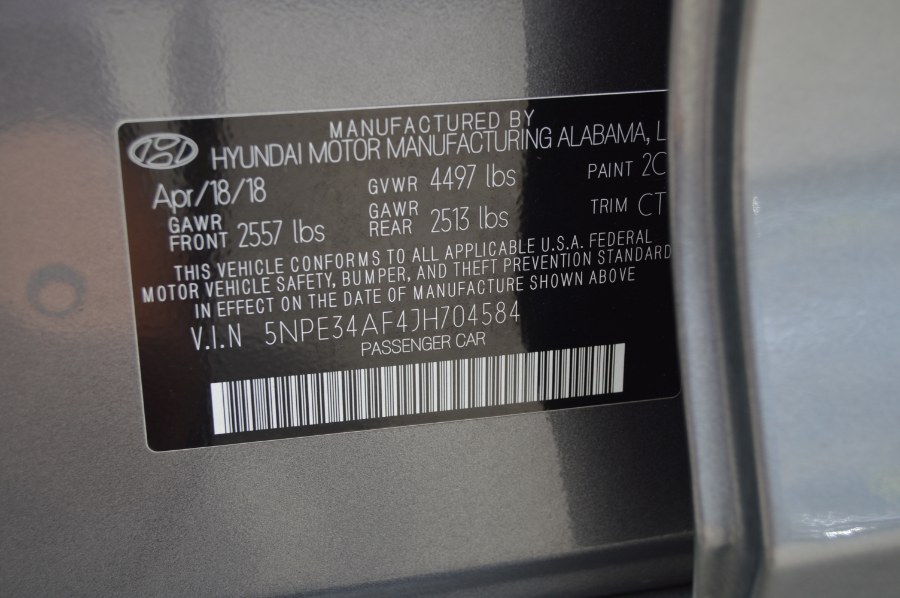 MANUFACTURED BY
HYUNDAI MOTOR MANUFACTURING ALABAMA, L
Apr/18/18 GVWR 4497 lbs PAINT 2C
GAWR FRONT 2557 lbs GAWR REAR 2513 lbs TRIM CT
THIS VEHICLE CONFORMS TO ALL APPLICABLE U.S.A. FEDERAL
MOTOR VEHICLE SAFETY, BUMPER, AND THEFT PREVENTION STANDARD
IN EFFECT ON THE DATE OF MANUFACTURE SHOWN ABOVE
V.I.N 5NPE34AF4JH704584
PASSENGER CAR